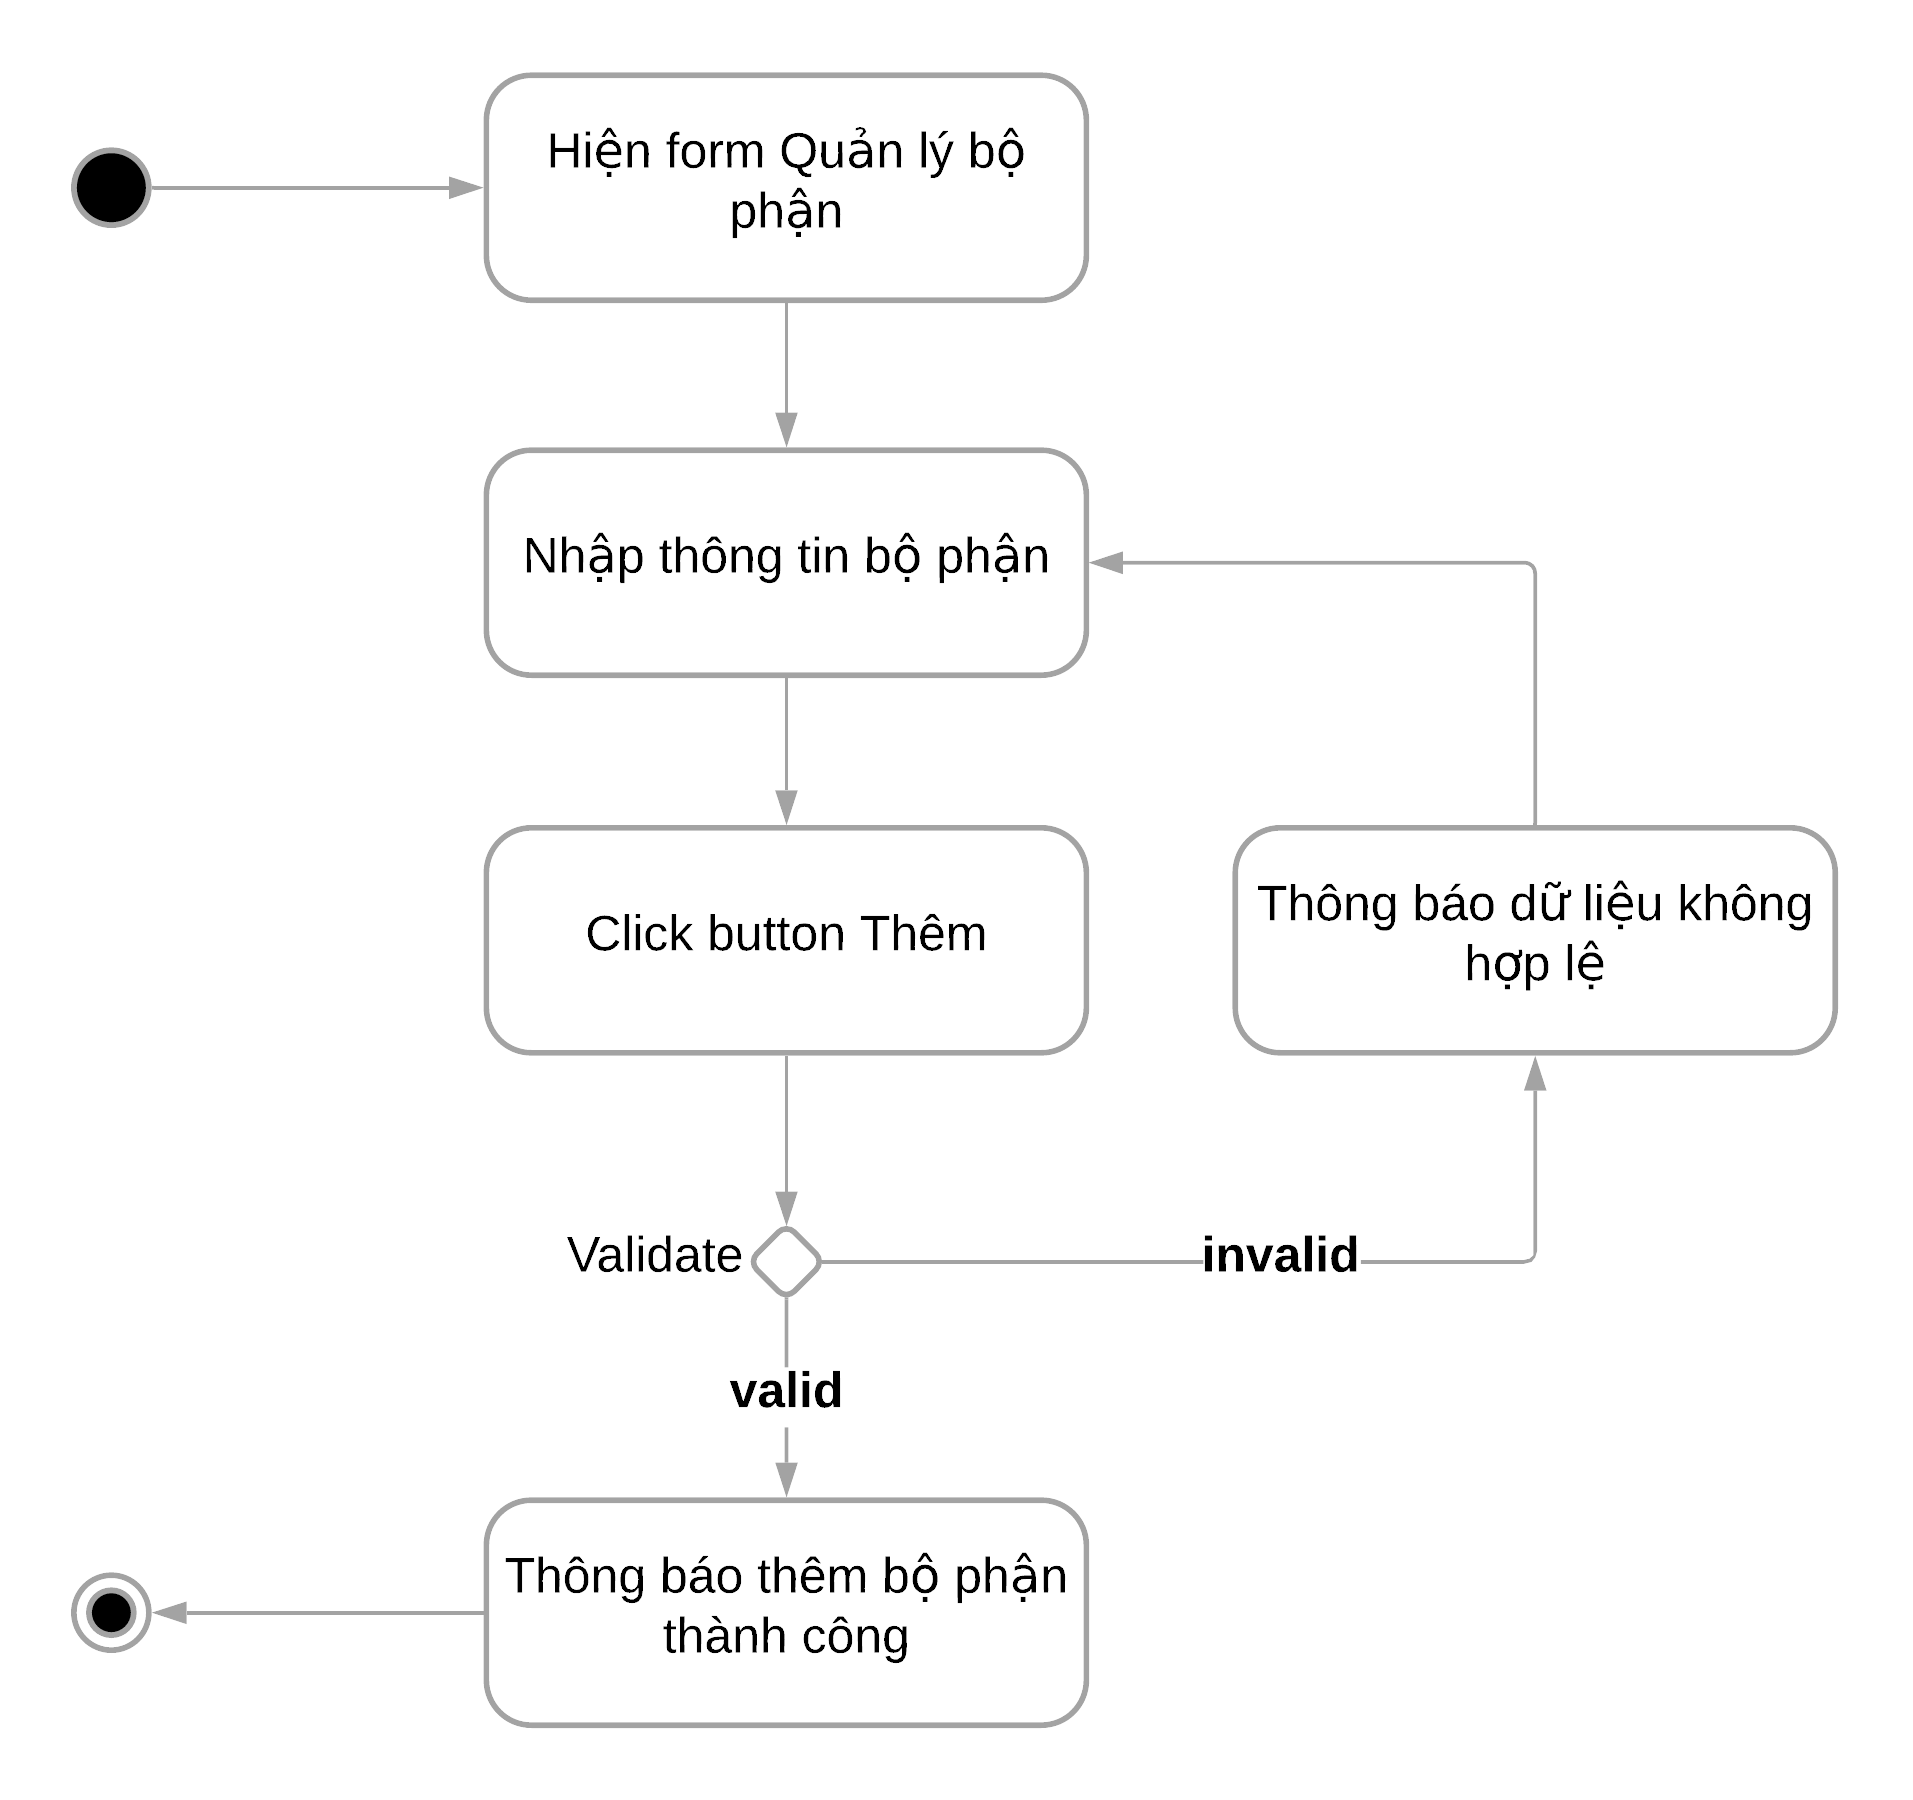 Hiện form Quản lý bộ
phận
Nhập thông tin bộ phận
Click button Thêm
Thông báo dữ liệu không
hợp lệ
Validate
invalid
valid
Thông báo thêm bộ phận
thành công